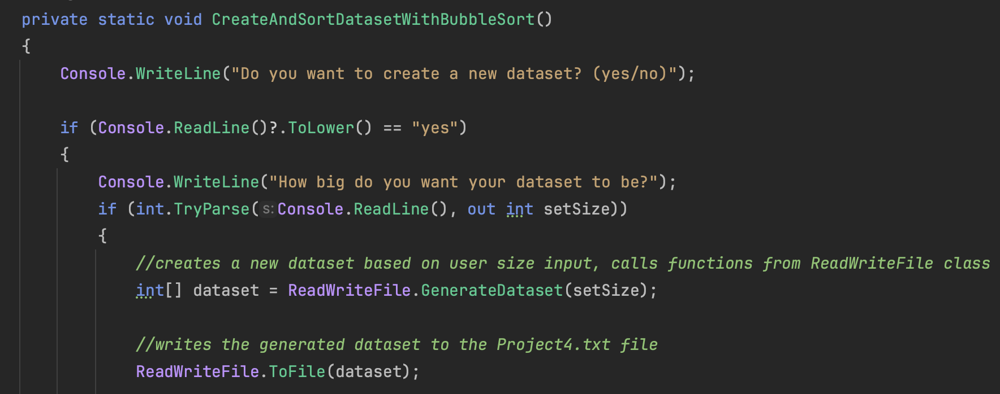 private static void CreateAndSortDatasetWithBubbleSort()
{
Console.WriteLine("Do you want to create a new dataset? (yes/no)");
if (Console.ReadLine()?.ToLower() == "yes")
{
Console.WriteLine("How big do you want your dataset to be?");
if (int.TryParse(s:Console.ReadLine(), out int setSize))
{
//creates a new dataset based on user size input, calls functions from ReadWriteFile class
int[] dataset = ReadWriteFile.GenerateDataset(setSize);
//writes the generated dataset to the Project4.txt file
ReadWriteFile.ToFile(dataset);